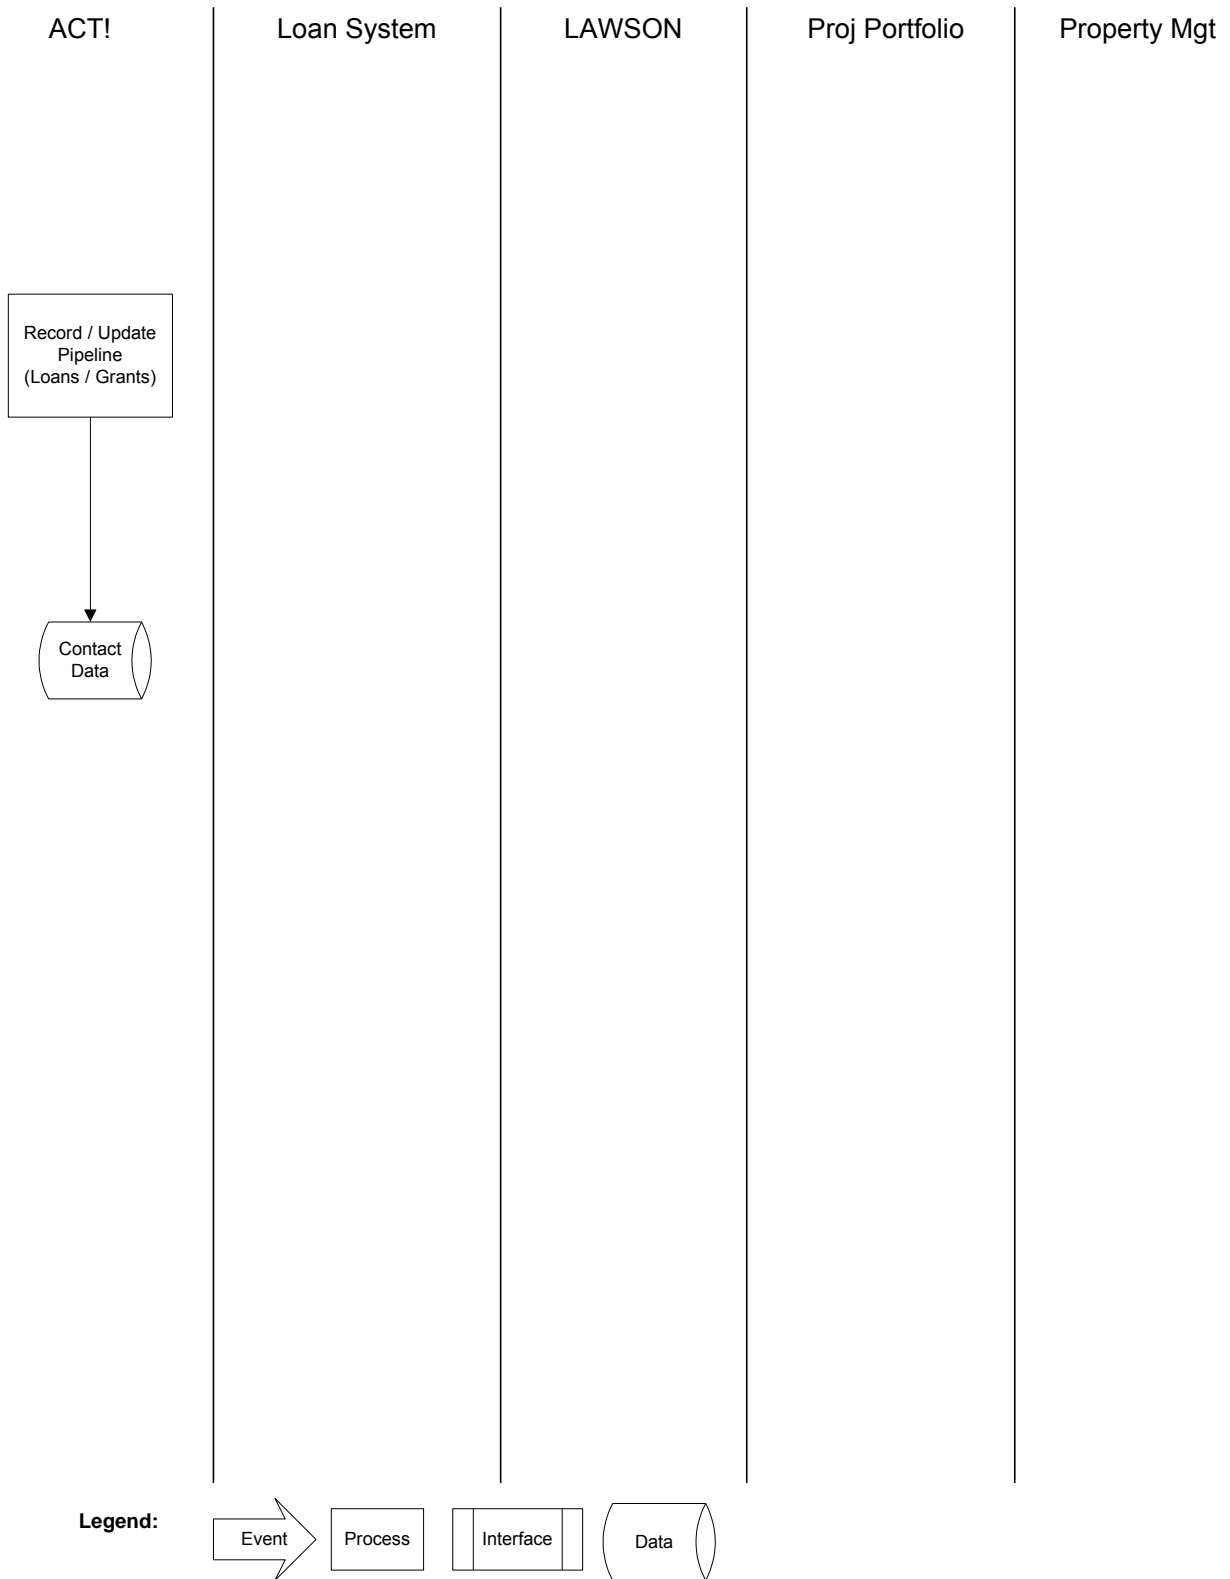 ACT! Loan System LAWSON Proj Portfolio Property Mgt
Record / Update
Pipeline
(Loans / Grants)
Contact
Data
Legend: Event Process Interface Data